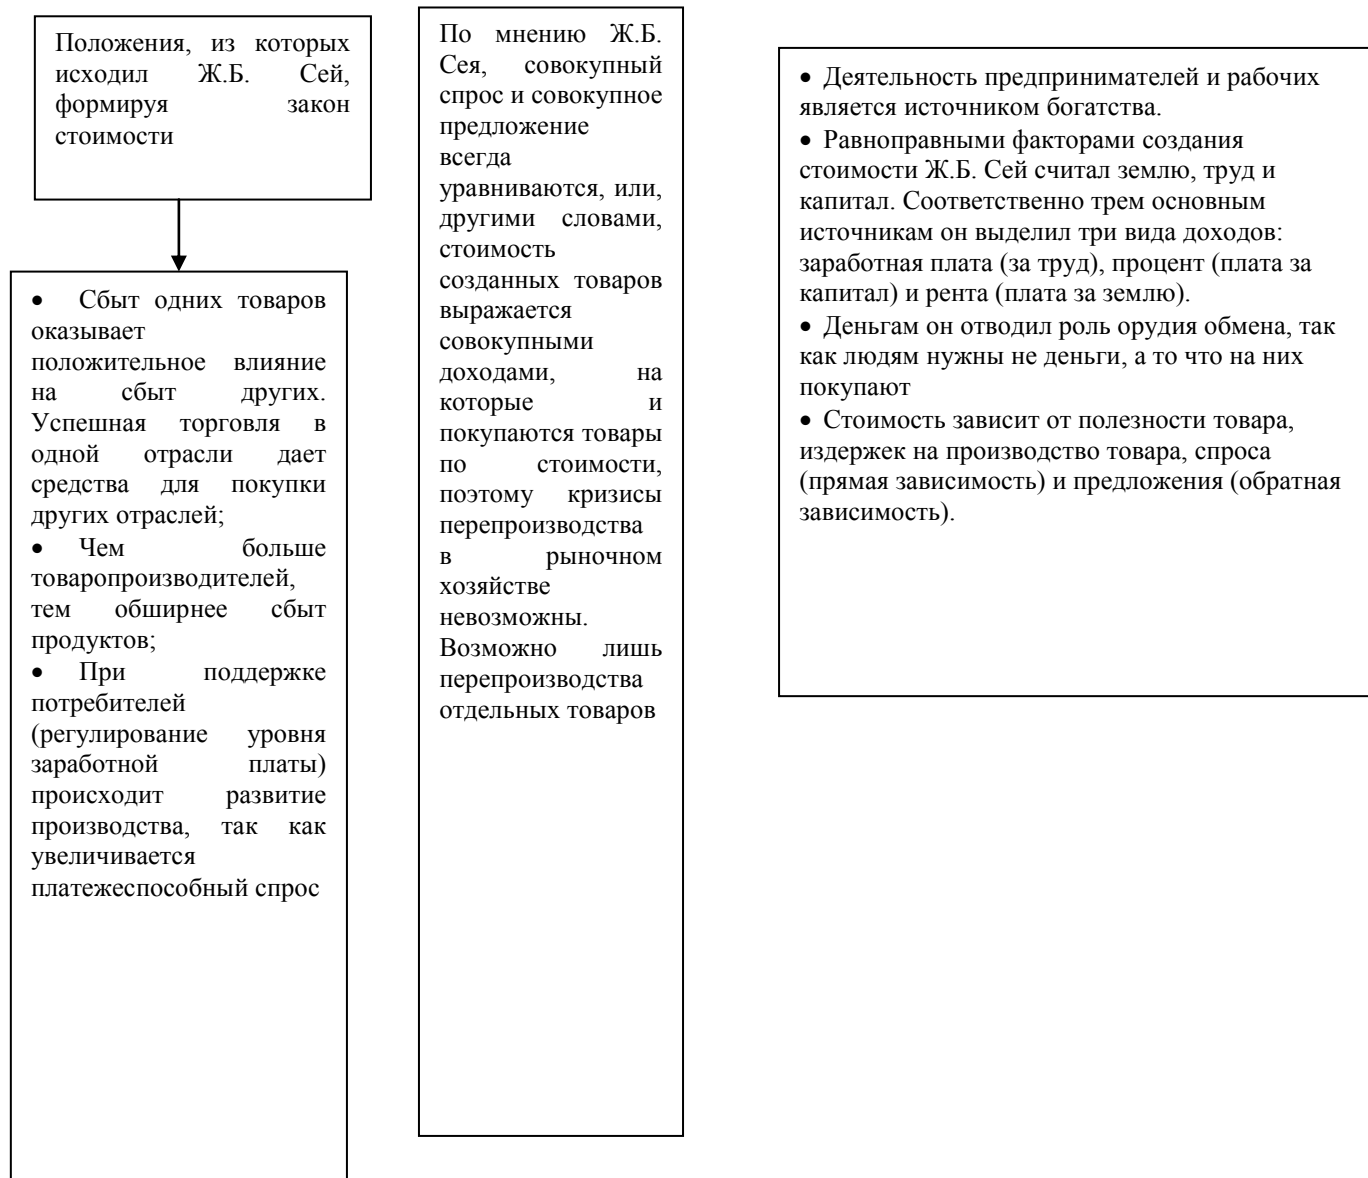 Положения, из которых
исходил Ж.Б. Сей,
формируя закон
стоимости
• Сбыт одних товаров
оказывает
положительное влияние
на сбыт других.
Успешная торговля в
одной отрасли дает
средства для покупки
других отраслей;
• Чем больше
товаропроизводителей,
тем обширнее сбыт
продуктов;
• При поддержке
потребителей
(регулирование уровня
заработной платы)
происходит развитие
производства, так как
увеличивается
платежеспособный спрос
По мнению Ж.Б.
Сея, совокупный
спрос и совокупное
предложение
всегда
уравниваются, или,
другими словами,
стоимость
созданных товаров
выражается
совокупными
доходами, на
которые и
покупаются товары
по стоимости,
поэтому кризисы
перепроизводства
в рыночном
хозяйстве
невозможны.
Возможно лишь
перепроизводства
отдельных товаров
• Деятельность предпринимателей и рабочих
является источником богатства.
• Равноправными факторами создания
стоимости Ж.Б. Сей считал землю, труд и
капитал. Соответственно трем основным
источникам он выделил три вида доходов:
заработная плата (за труд), процент (плата за
капитал) и рента (плата за землю).
• Деньгам он отводил роль орудия обмена, так
как людям нужны не деньги, а то что на них
покупают
• Стоимость зависит от полезности товара,
издержек на производство товара, спроса
(прямая зависимость) и предложения (обратная
зависимость).